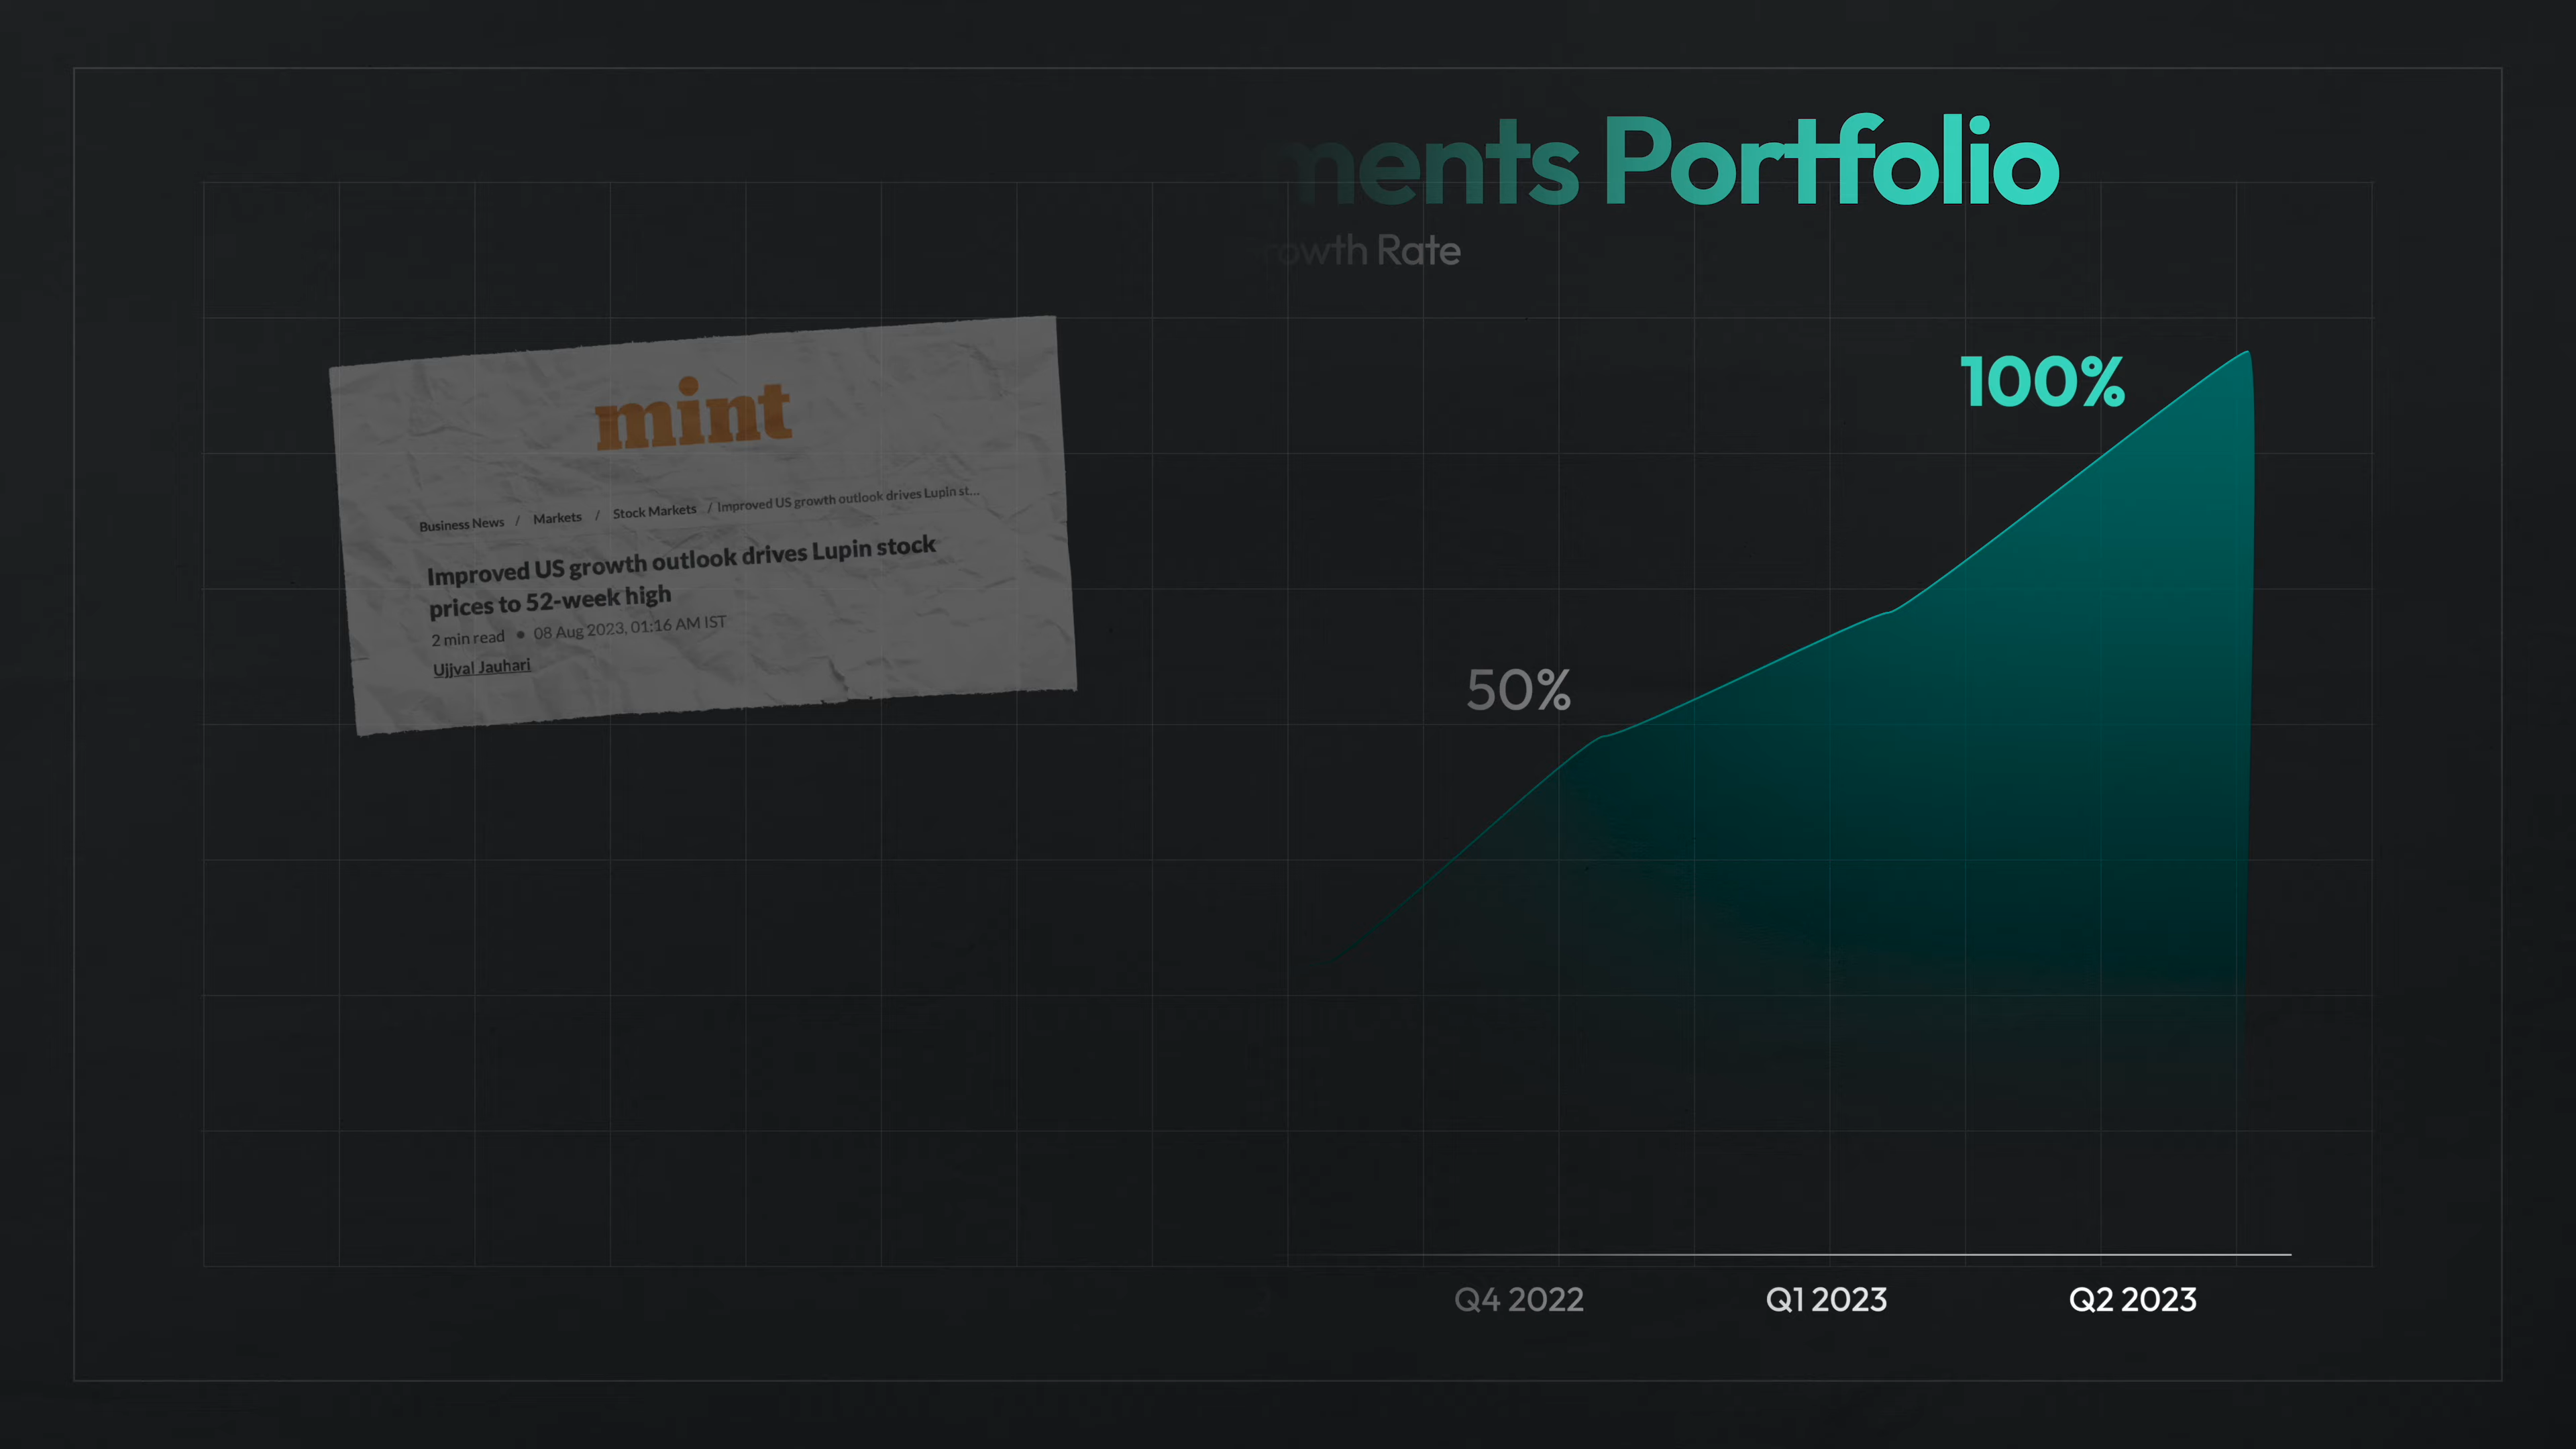 ments Portfolio
owth Rate
mint
Business News / Markets / Stock Markets / Improved US growth outlook drives Lupin st...
Improved US growth outlook drives Lupin stock
prices to 52-week high
2 min read • 08 Aug 2023, 01:16 AM IST
Ujjval Jauhari
100%
50%
Q4 2022 Q1 2023 Q2 2023